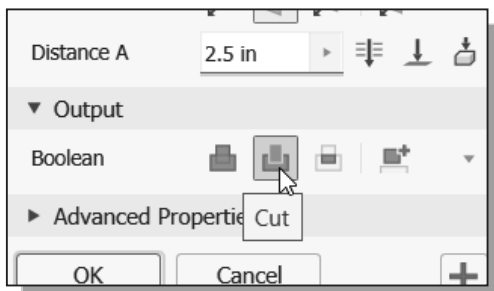 Distance A 2.5 in
Output
Boolean
Advanced Propertie
Cut
OK Cancel